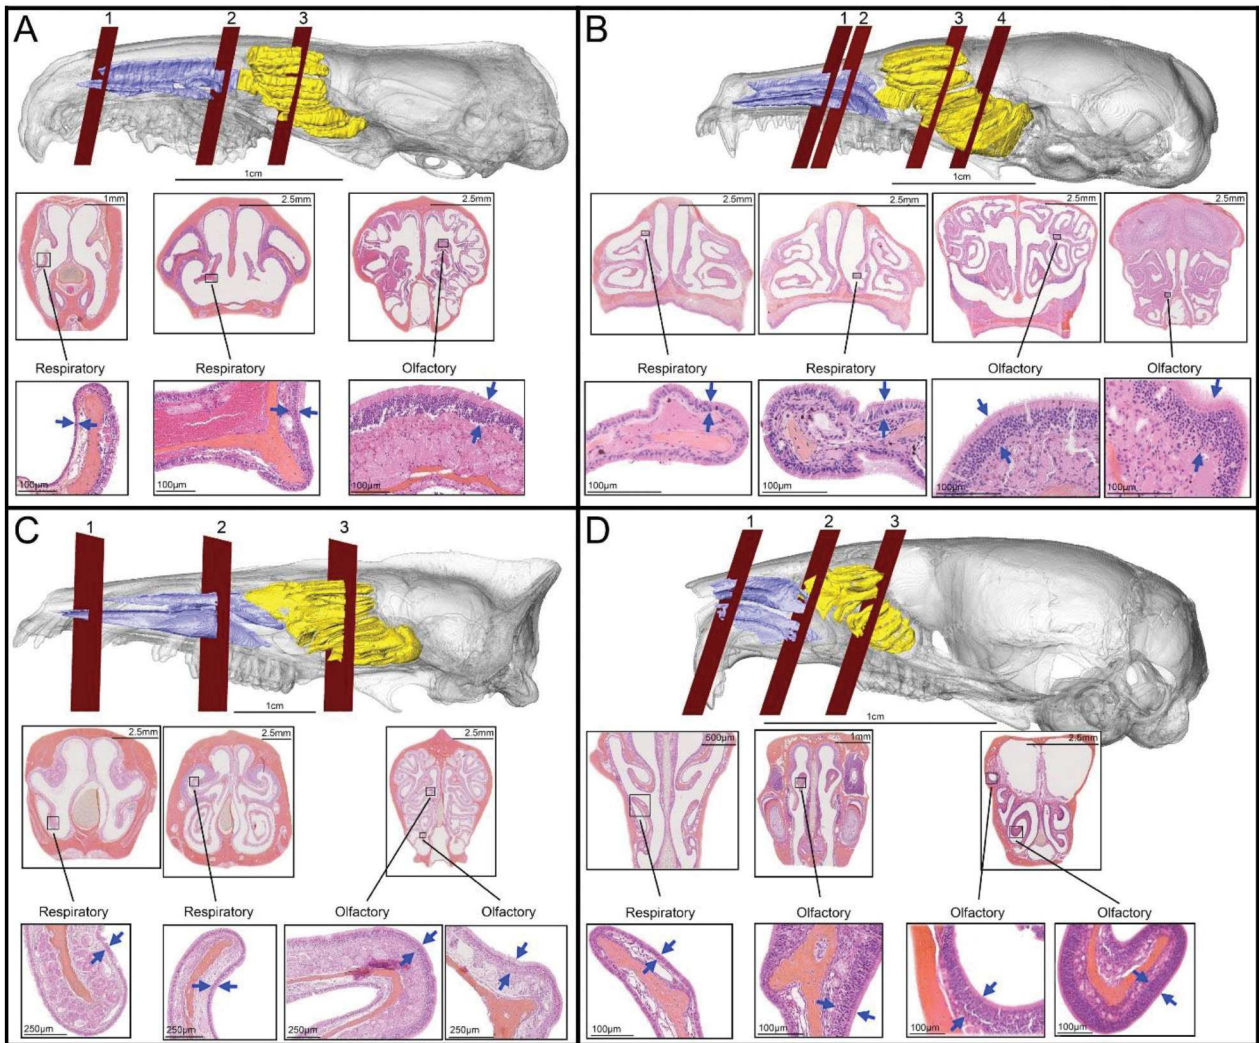 A
1 2 3
1cm
1mm
2.5mm
2.5mm
Respiratory
Respiratory
Olfactory
100µm
100µm
100µm
B
1 2 3 4
1cm
2.5mm
2.5mm
2.5mm
2.5mm
Respiratory
Respiratory
Olfactory
Olfactory
100µm
100µm
100µm
100µm
C
1 2 3
1cm
2.5mm
2.5mm
2.5mm
Respiratory
Respiratory
Olfactory
Olfactory
250µm
250µm
250µm
250µm
D
1 2 3
1cm
500µm
1mm
2.5mm
Respiratory
Olfactory
Olfactory
Olfactory
100µm
100µm
100µm
100µm